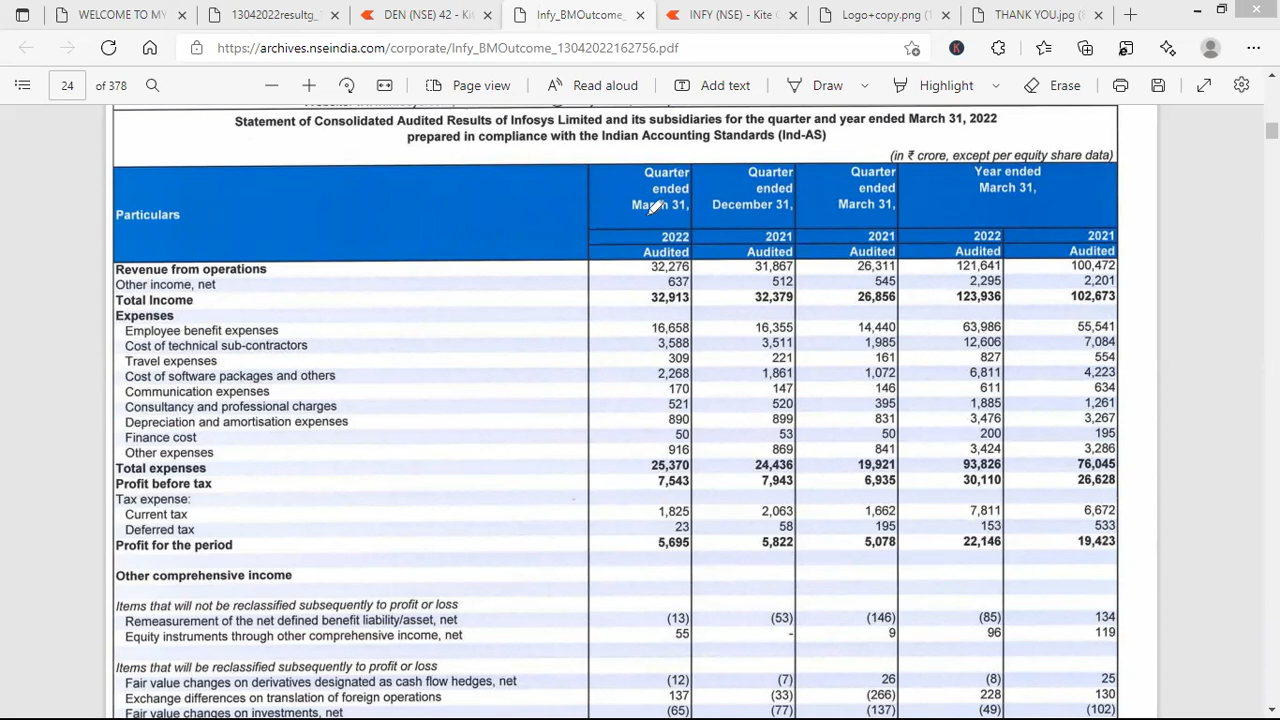 WELCOME TO MY
13042022resultg_
DEN (NSE) 42 - Kit
Infy_BMOutcome_
INFY (NSE) - Kite C
Logo+copy.png (
THANK YOU.jpg (
https://archives.nseindia.com/corporate/Infy_BMOutcome_13042022162756.pdf
24 of 378
Page view
Read aloud
Add text
Draw
Highlight
Erase
Statement of Consolidated Audited Results of Infosys Limited and its subsidiaries for the quarter and year ended March 31, 2022
prepared in compliance with the Indian Accounting Standards (Ind-AS)
(in ₹ crore, except per equity share data)
Particulars
Quarter ended March 31, 2022 Audited
Quarter ended December 31, 2021 Audited
Quarter ended March 31, 2021 Audited
Year ended March 31,
2022 Audited
2021 Audited
Revenue from operations 32,276 31,867 26,311 121,641 100,472
Other income, net 637 512 545 2,295 2,201
Total Income 32,913 32,379 26,856 123,936 102,673
Expenses
Employee benefit expenses 16,658 16,355 14,440 63,986 55,541
Cost of technical sub-contractors 3,588 3,511 1,985 12,606 7,084
Travel expenses 309 221 161 827 554
Cost of software packages and others 2,268 1,861 1,072 6,811 4,223
Communication expenses 170 147 146 611 634
Consultancy and professional charges 521 520 395 1,885 1,261
Depreciation and amortisation expenses 890 899 831 3,476 3,267
Finance cost 50 53 50 200 195
Other expenses 916 869 841 3,424 3,286
Total expenses 25,370 24,436 19,921 93,826 76,045
Profit before tax 7,543 7,943 6,935 30,110 26,628
Tax expense:
Current tax 1,825 2,063 1,662 7,811 6,672
Deferred tax 23 58 195 153 533
Profit for the period 5,695 5,822 5,078 22,146 19,423
Other comprehensive income
Items that will not be reclassified subsequently to profit or loss
Remeasurement of the net defined benefit liability/asset, net (13) (53) (146) (85) 134
Equity instruments through other comprehensive income, net 55 - 9 96 119
Items that will be reclassified subsequently to profit or loss
Fair value changes on derivatives designated as cash flow hedges, net (12) (7) 26 (8) 25
Exchange differences on translation of foreign operations 137 (33) (266) 228 130
Fair value changes on investments, net (65) (77) (137) (49) (102)